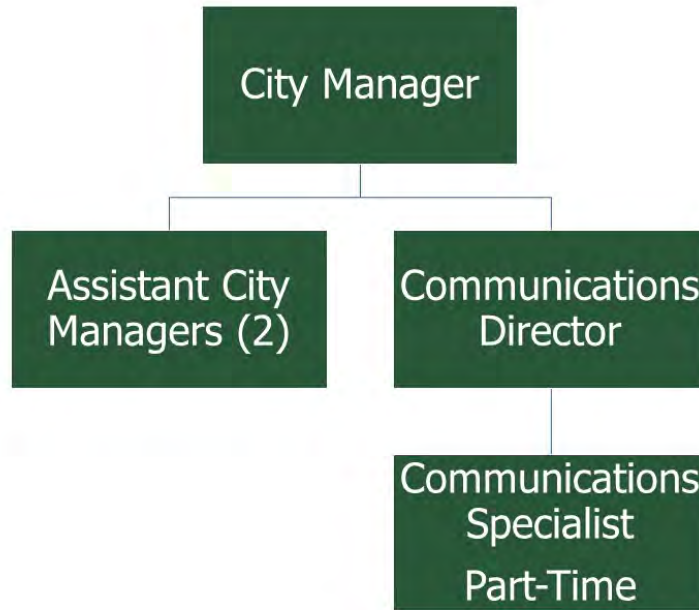 City Manager
Assistant City
Managers (2)
Communications
Director
Communications
Specialist
Part-Time